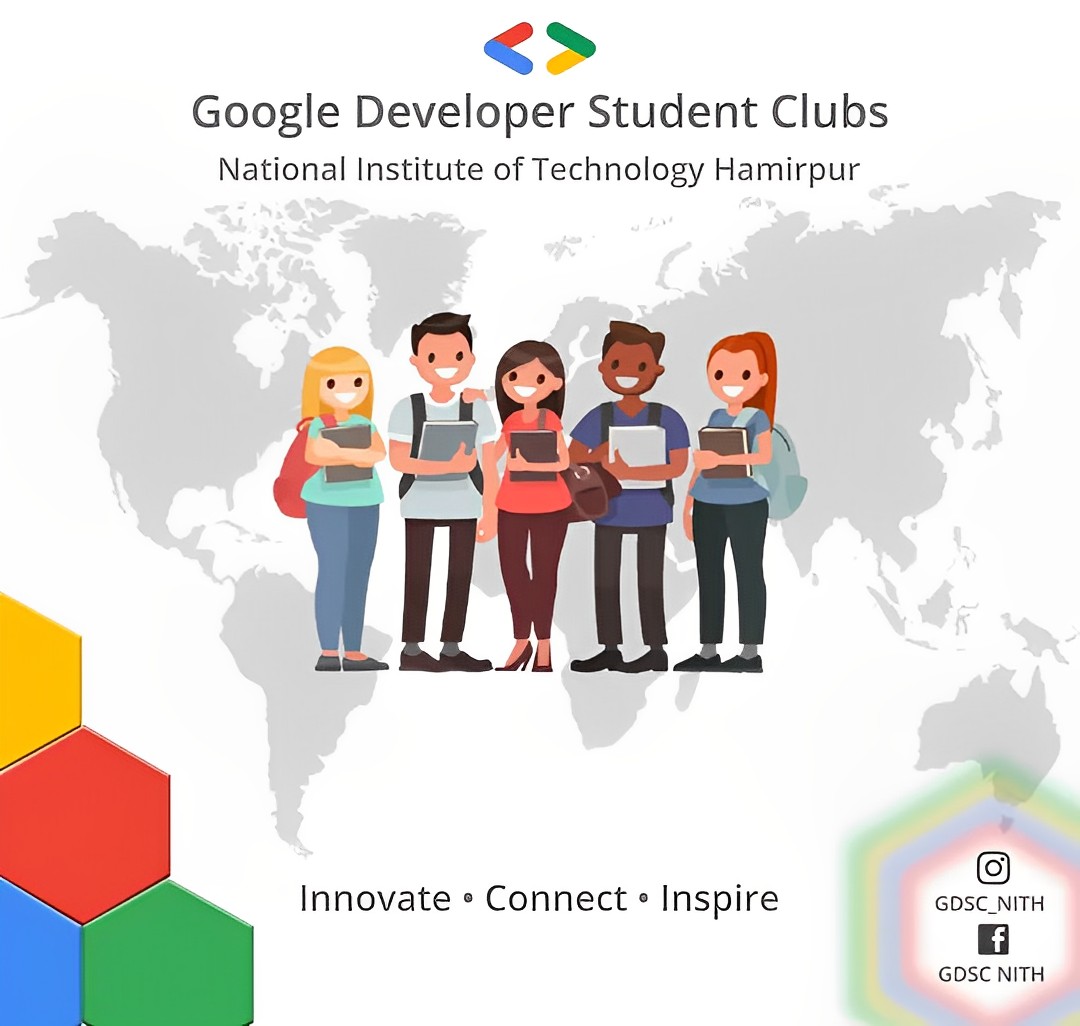 Google Developer Student Clubs
National Institute of Technology Hamirpur
Innovate • Connect • Inspire
GDSC_NITH
GDSC NITH